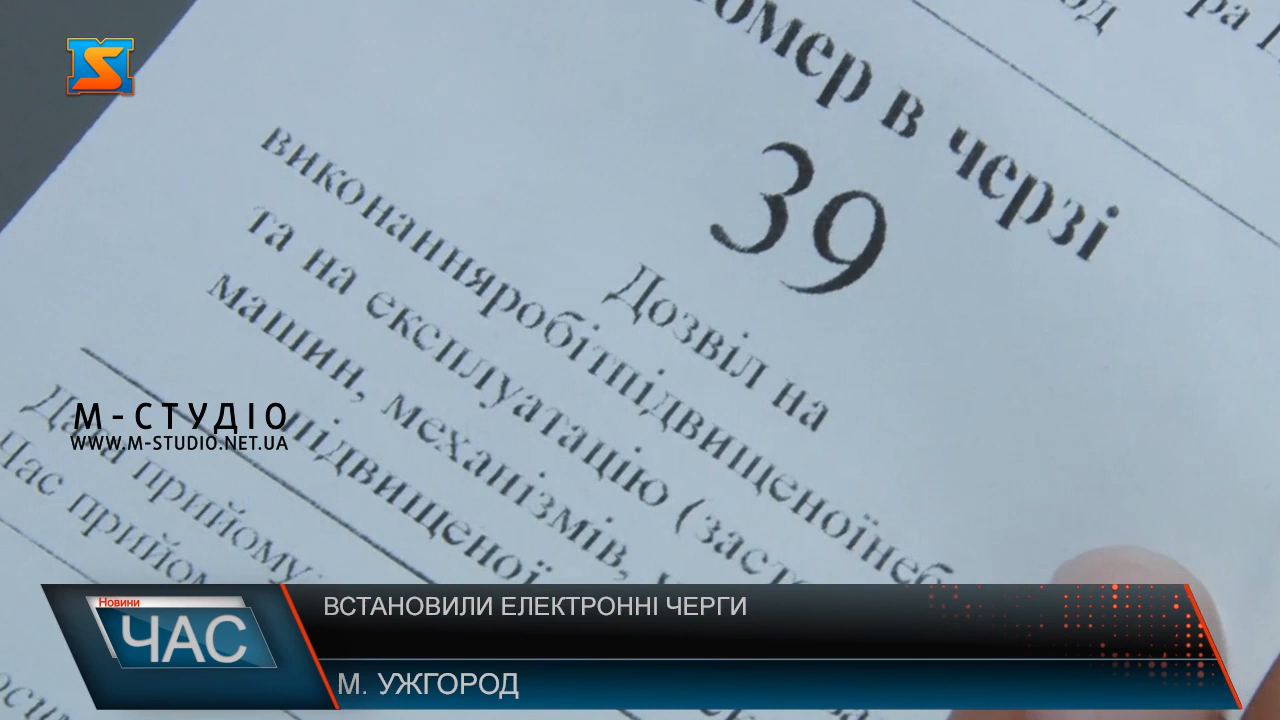 омер в черзі
39
Дозвіл на
виконанняробітпідвищеноїнеб
та на експлуатацію (засто
машин, механізмів,
підвищеної
Дата прийому
Час прийом
М-СТУДІО
WWW.M-STUDIO.NET.UA
Новини
ЧАС
ВСТАНОВИЛИ ЕЛЕКТРОННІ ЧЕРГИ
М. УЖГОРОД